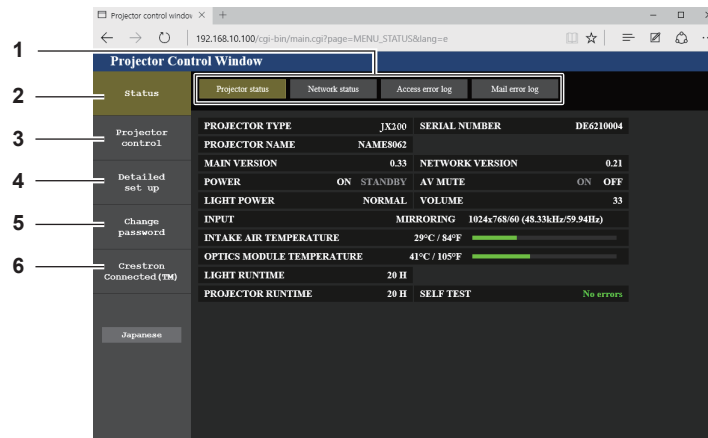 Projector control window
192.168.10.100/cgi-bin/main.cgi?page=MENU_STATUS&lang=e
Projector Control Window
1
2
3
4
5
6
Status
Projector control
Detailed set up
Change password
Crestron Connected(TM)
Japanese
Projector status Network status Access error log Mail error log
PROJECTOR TYPE JX200 SERIAL NUMBER DE6210004
PROJECTOR NAME NAME8062
MAIN VERSION 0.33 NETWORK VERSION 0.21
POWER ON STANDBY AV MUTE ON OFF
LIGHT POWER NORMAL VOLUME 33
INPUT MIRRORING 1024x768/60 (48.33kHz/59.94Hz)
INTAKE AIR TEMPERATURE 29°C / 84°F
OPTICS MODULE TEMPERATURE 41°C / 105°F
LIGHT RUNTIME 20 H
PROJECTOR RUNTIME 20 H SELF TEST No errors